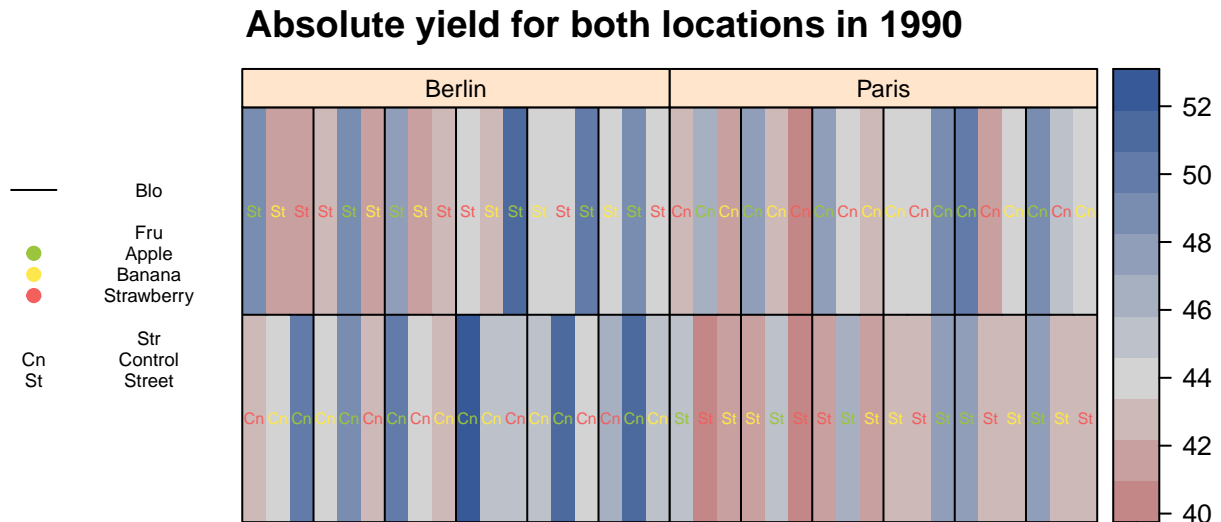 Absolute yield for both locations in 1990
Berlin Paris
Blo
Fru
Apple
Banana
Strawberry
Str
Cn Control
St Street
St St St St St St St St St St St St St St St St St St Cn Cn Cn Cn Cn Cn Cn Cn Cn Cn Cn Cn Cn Cn Cn Cn Cn Cn
Cn Cn Cn Cn Cn Cn Cn Cn Cn Cn Cn Cn Cn Cn Cn Cn Cn Cn St St St St St St St St St St St St St St St St St St
52
50
48
46
44
42
40